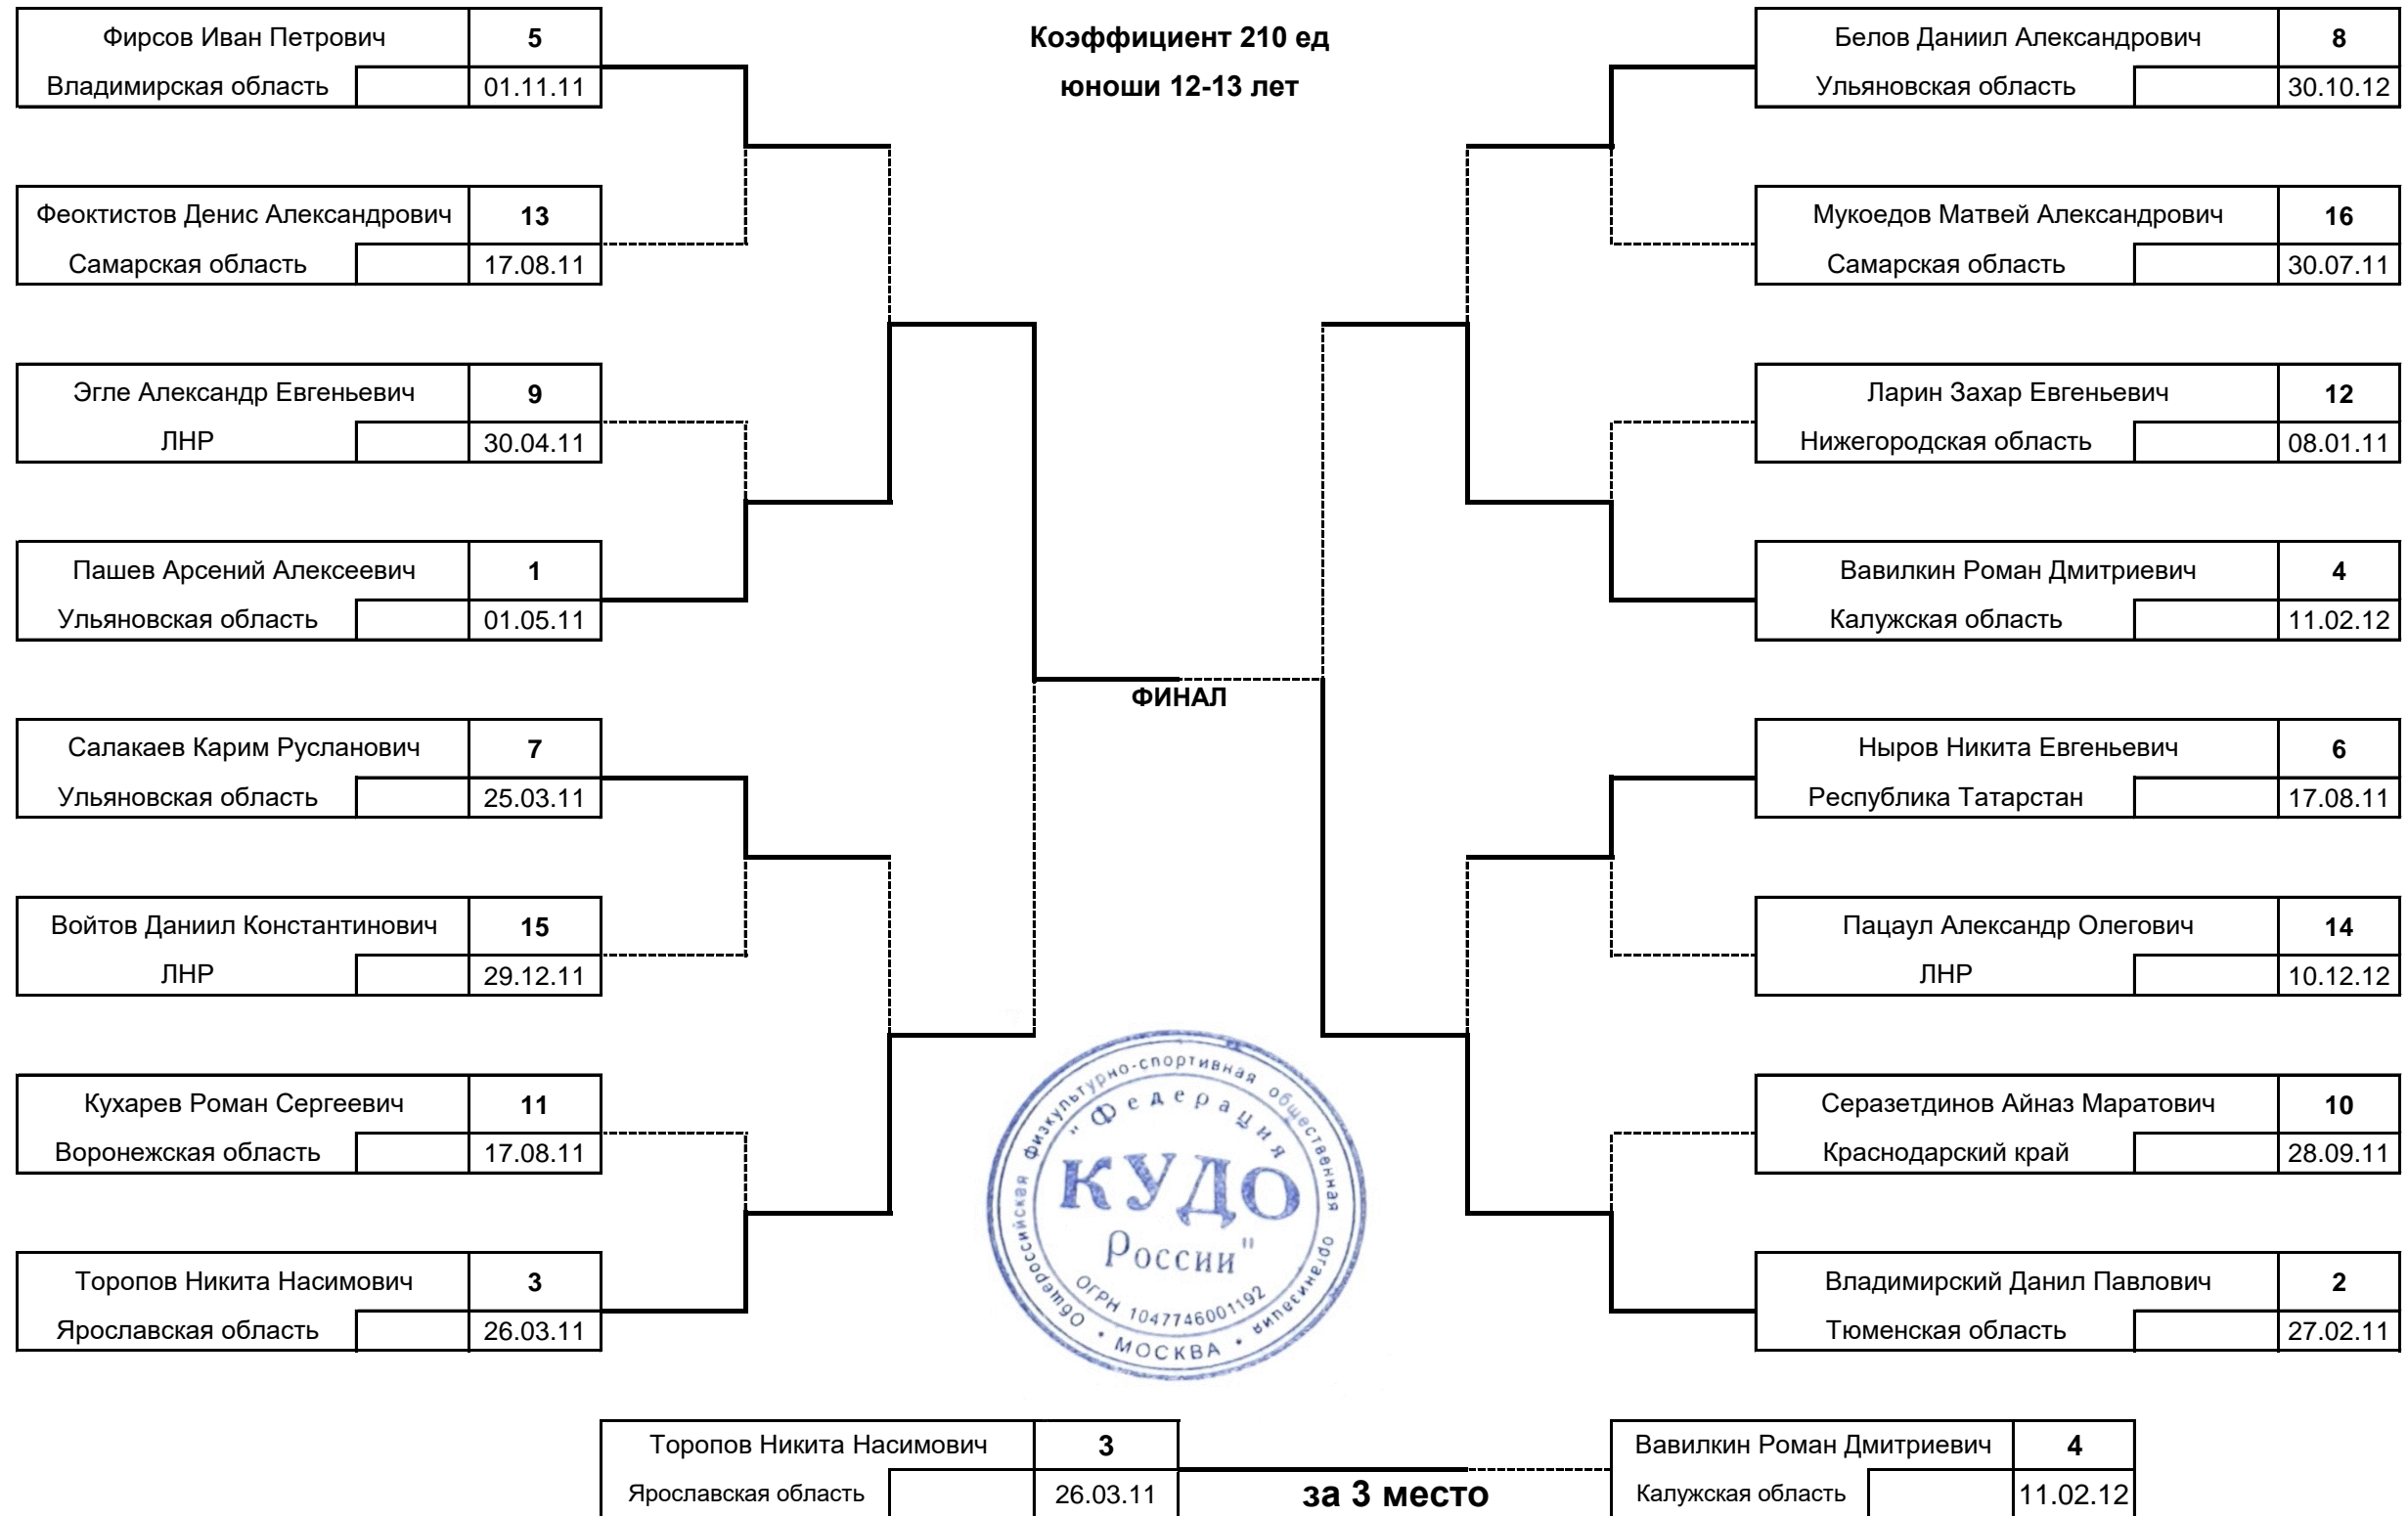 Коэффициент 210 ед
юноши 12-13 лет
Фирсов Иван Петрович 5
Владимирская область 01.11.11
Феоктистов Денис Александрович 13
Самарская область 17.08.11
Эгле Александр Евгеньевич 9
ЛНР 30.04.11
Пашев Арсений Алексеевич 1
Ульяновская область 01.05.11
Салакаев Карим Русланович 7
Ульяновская область 25.03.11
Войтов Даниил Константинович 15
ЛНР 29.12.11
Кухарев Роман Сергеевич 11
Воронежская область 17.08.11
Торопов Никита Насимович 3
Ярославская область 26.03.11
ФИНАЛ
Белов Даниил Александрович 8
Ульяновская область 30.10.12
Мукоедов Матвей Александрович 16
Самарская область 30.07.11
Ларин Захар Евгеньевич 12
Нижегородская область 08.01.11
Вавилкин Роман Дмитриевич 4
Калужская область 11.02.12
Ныров Никита Евгеньевич 6
Республика Татарстан 17.08.11
Пацаул Александр Олегович 14
ЛНР 10.12.12
Серазетдинов Айназ Маратович 10
Краснодарский край 28.09.11
Владимирский Данил Павлович 2
Тюменская область 27.02.11
Общероссийская физкультурно-спортивная общественная организация
"Федерация
КУДО
России"
ОГРН 1047746001192
• МОСКВА •
Торопов Никита Насимович 3
Ярославская область 26.03.11
за 3 место
Вавилкин Роман Дмитриевич 4
Калужская область 11.02.12